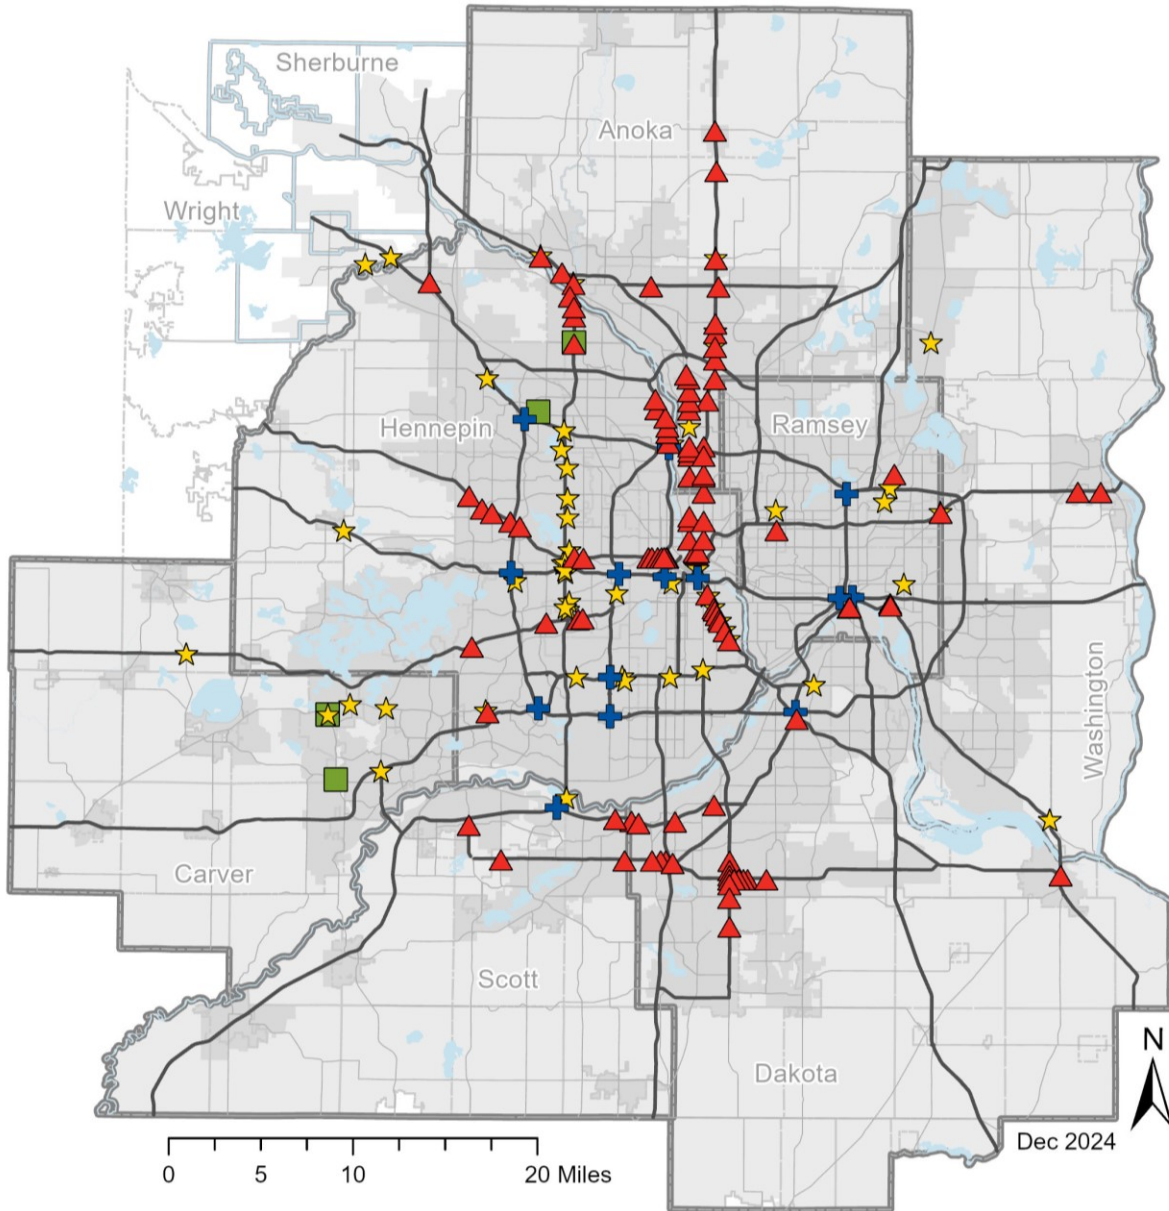 Sherburne
Anoka
Wright
Hennepin
Ramsey
Washington
Carver
Scott
Dakota
N
Dec 2024
0 5 10 20 Miles